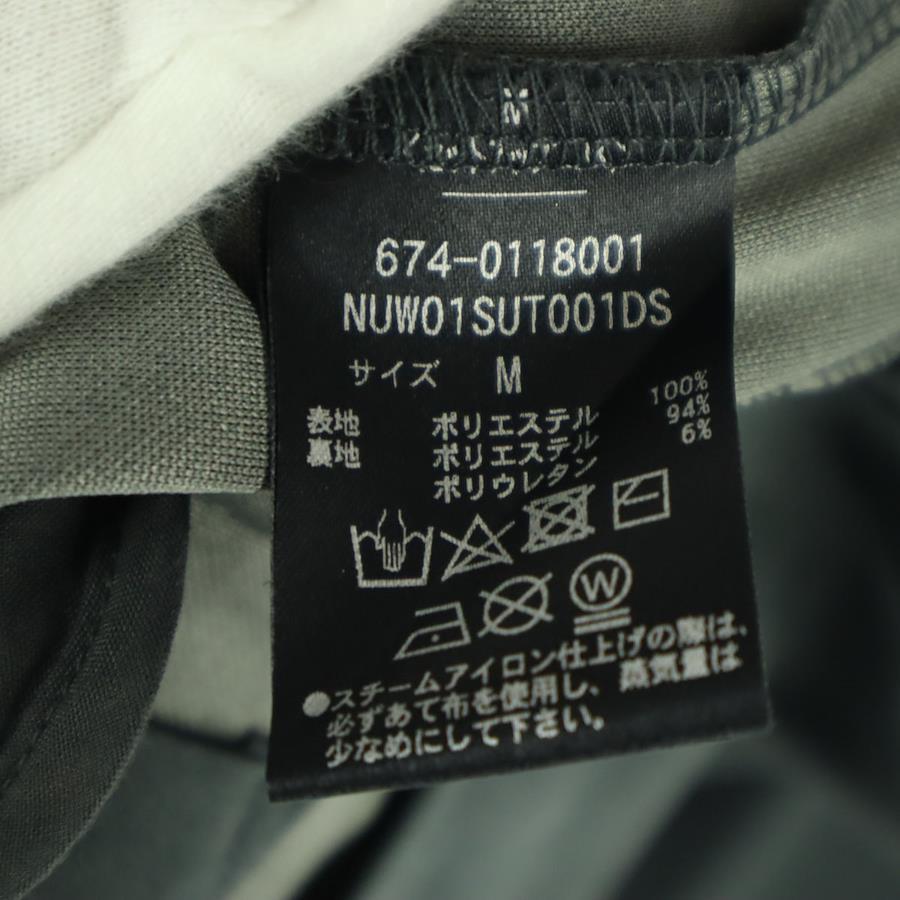 674-0118001
NUW01SUT001DS
サイズ M
表地 ポリエステル 100%
裏地 ポリエステル 94%
ポリウレタン 6%
W
●スチームアイロン仕上げの際は、
必ずあて布を使用し、蒸気量は
少なめにして下さい。